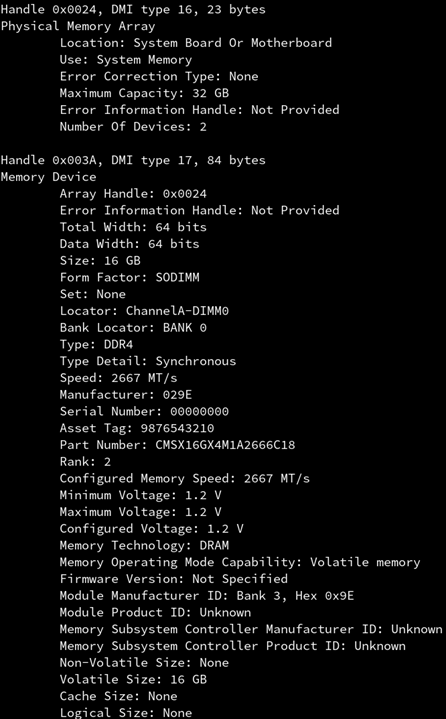 Handle 0x0024, DMI type 16, 23 bytes
Physical Memory Array
Location: System Board Or Motherboard
Use: System Memory
Error Correction Type: None
Maximum Capacity: 32 GB
Error Information Handle: Not Provided
Number Of Devices: 2
Handle 0x003A, DMI type 17, 84 bytes
Memory Device
Array Handle: 0x0024
Error Information Handle: Not Provided
Total Width: 64 bits
Data Width: 64 bits
Size: 16 GB
Form Factor: SODIMM
Set: None
Locator: ChannelA-DIMM0
Bank Locator: BANK 0
Type: DDR4
Type Detail: Synchronous
Speed: 2667 MT/s
Manufacturer: 029E
Serial Number: 00000000
Asset Tag: 9876543210
Part Number: CMSX16GX4M1A2666C18
Rank: 2
Configured Memory Speed: 2667 MT/s
Minimum Voltage: 1.2 V
Maximum Voltage: 1.2 V
Configured Voltage: 1.2 V
Memory Technology: DRAM
Memory Operating Mode Capability: Volatile memory
Firmware Version: Not Specified
Module Manufacturer ID: Bank 3, Hex 0x9E
Module Product ID: Unknown
Memory Subsystem Controller Manufacturer ID: Unknown
Memory Subsystem Controller Product ID: Unknown
Non-Volatile Size: None
Volatile Size: 16 GB
Cache Size: None
Logical Size: None